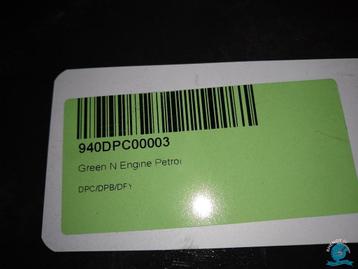 940DPC00003
Green N Engine Petrol
DPC/DPB/DFY